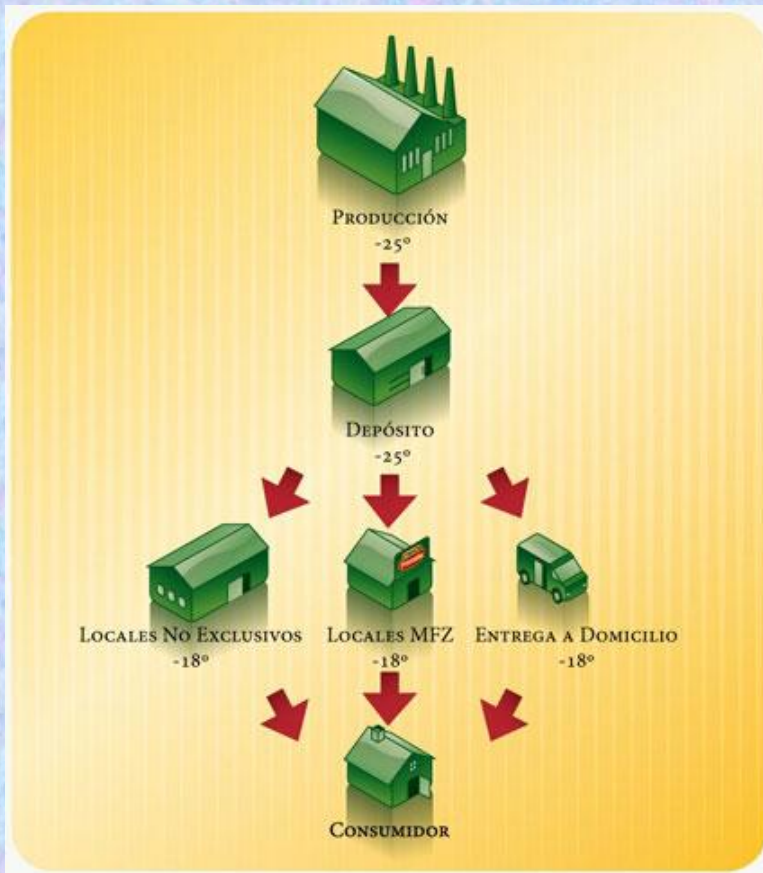 Producción
-25º
Depósito
-25º
Locales No Exclusivos
-18º
Locales MFZ
-18º
Entrega a Domicilio
-18º
Consumidor